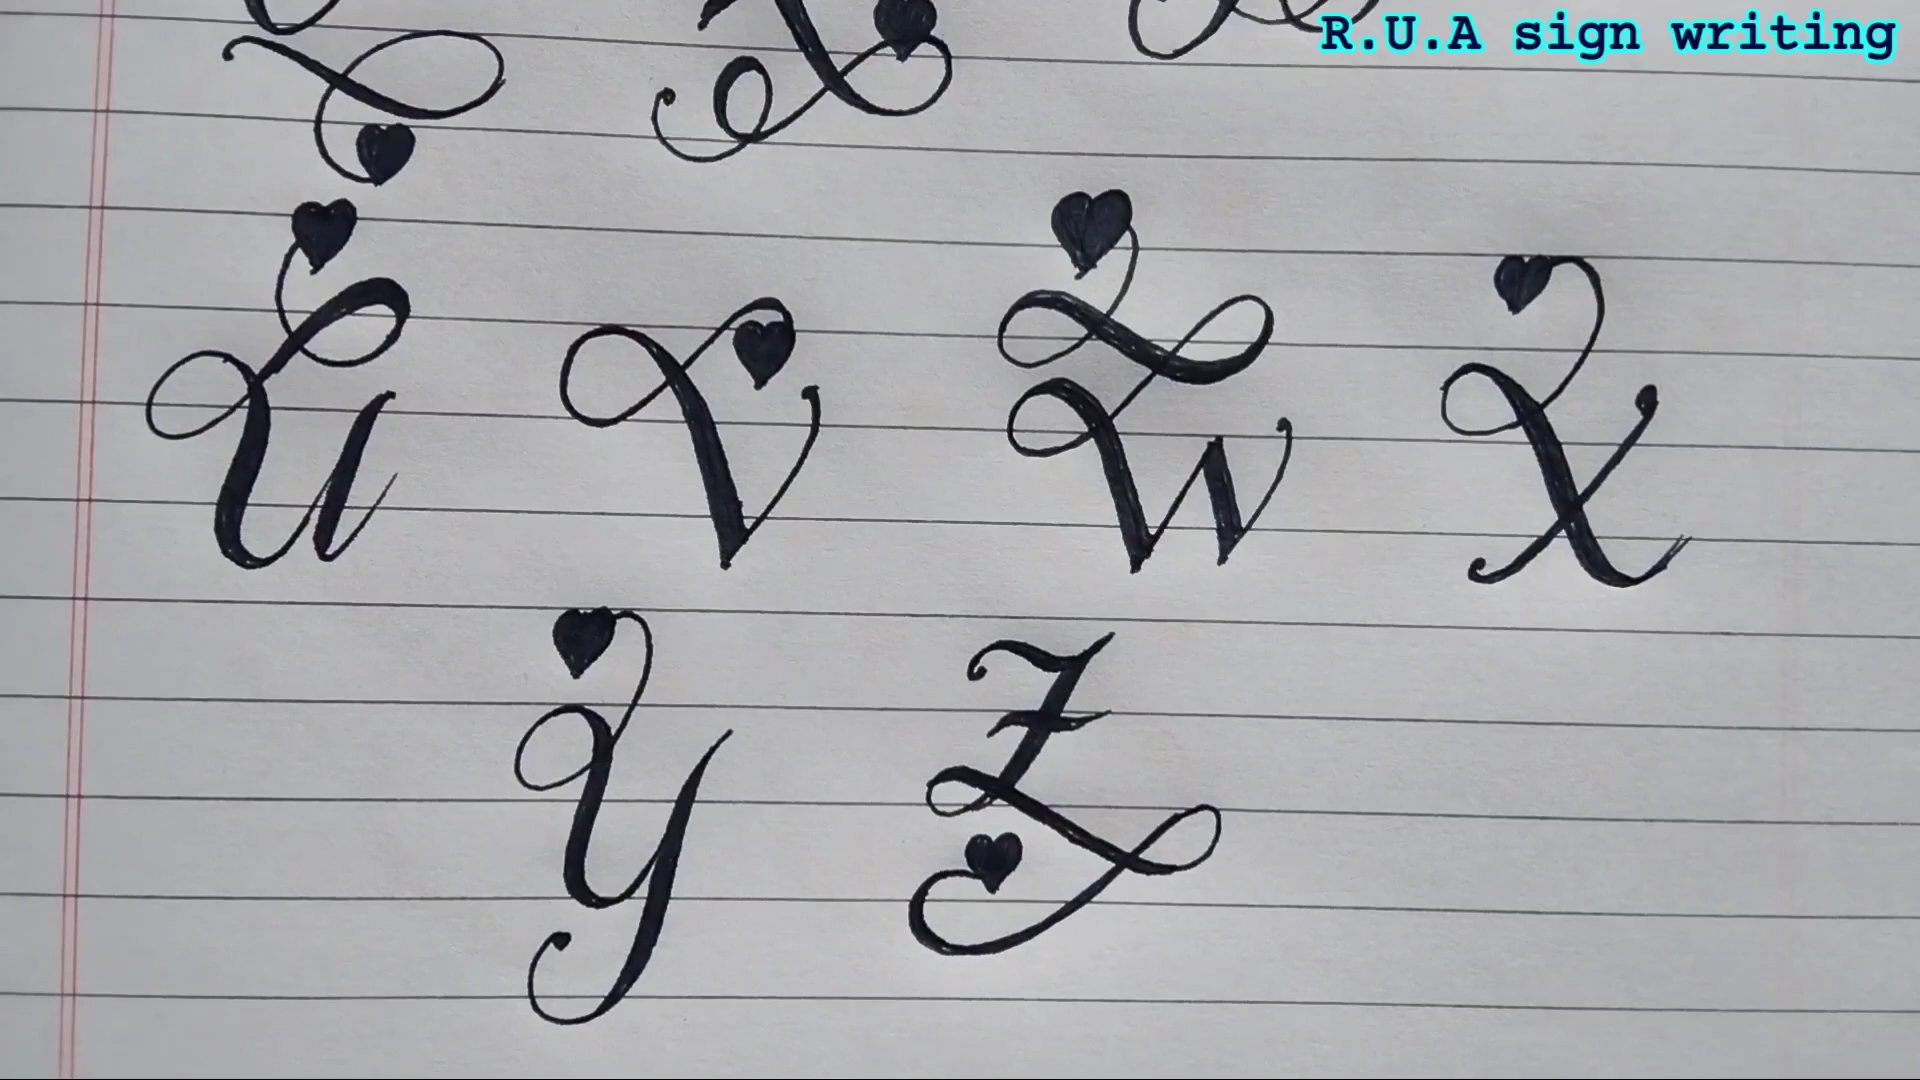 R.U.A sign writing
U V W X
Y Z